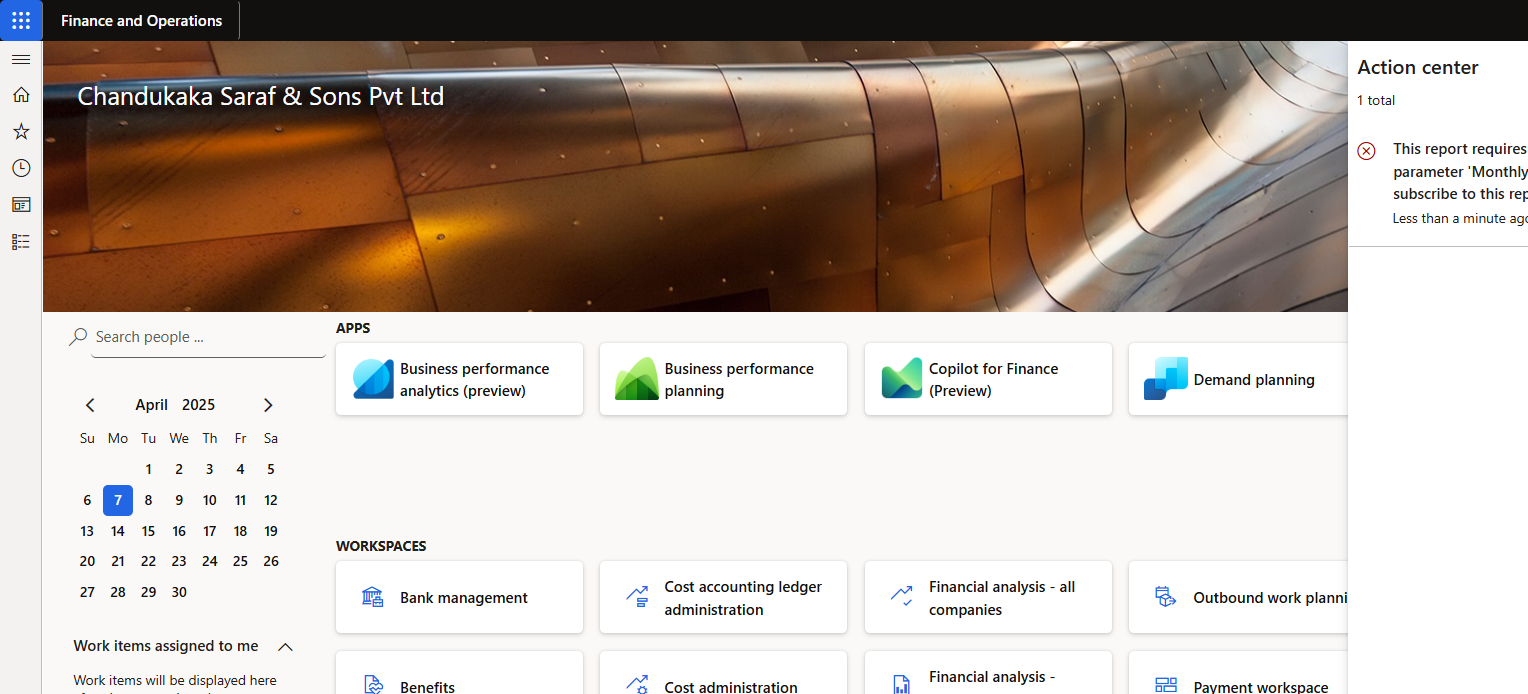 Finance and Operations
Chandukaka Saraf & Sons Pvt Ltd
Action center
1 total
This report requires
parameter 'Monthly
subscribe to this rep
Less than a minute ago
Search people ...
April 2025
Su Mo Tu We Th Fr Sa
1 2 3 4 5
6 7 8 9 10 11 12
13 14 15 16 17 18 19
20 21 22 23 24 25 26
27 28 29 30
Work items assigned to me
Work items will be displayed here
APPS
Business performance
analytics (preview)
Business performance
planning
Copilot for Finance
(Preview)
Demand planning
WORKSPACES
Bank management
Cost accounting ledger
administration
Financial analysis - all
companies
Outbound work planni
Benefits
Cost administration
Financial analysis -
Payment workspace